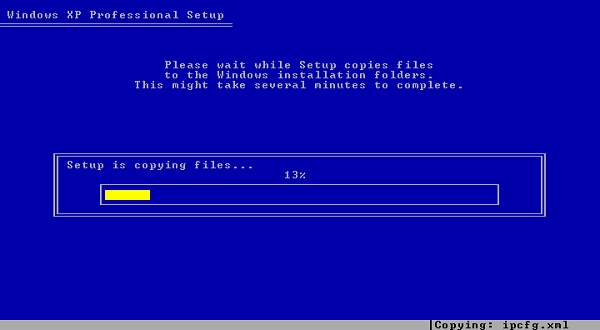 Windows XP Professional Setup
Please wait while Setup copies files
to the Windows installation folders.
This might take several minutes to complete.
Setup is copying files...
13%
Copying: ipcfg.xml